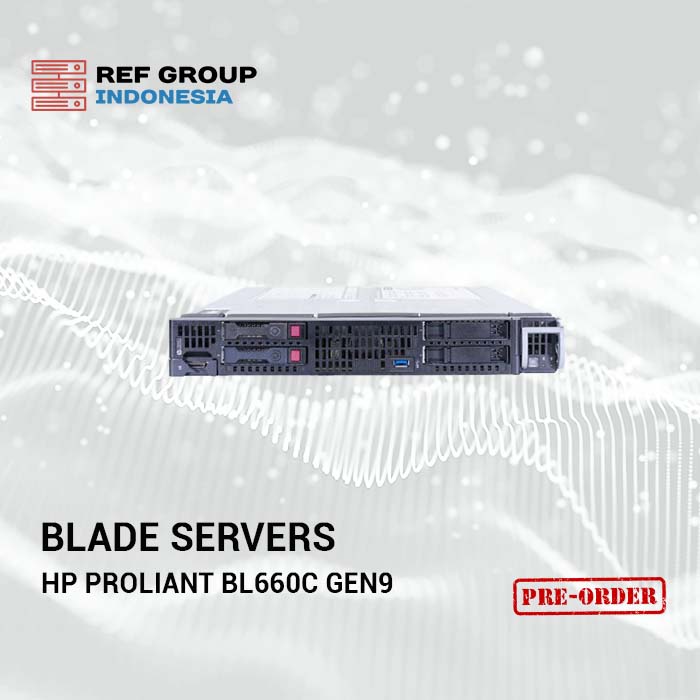 REF GROUP
INDONESIA
BLADE SERVERS
HP PROLIANT BL660C GEN9
PRE-ORDER